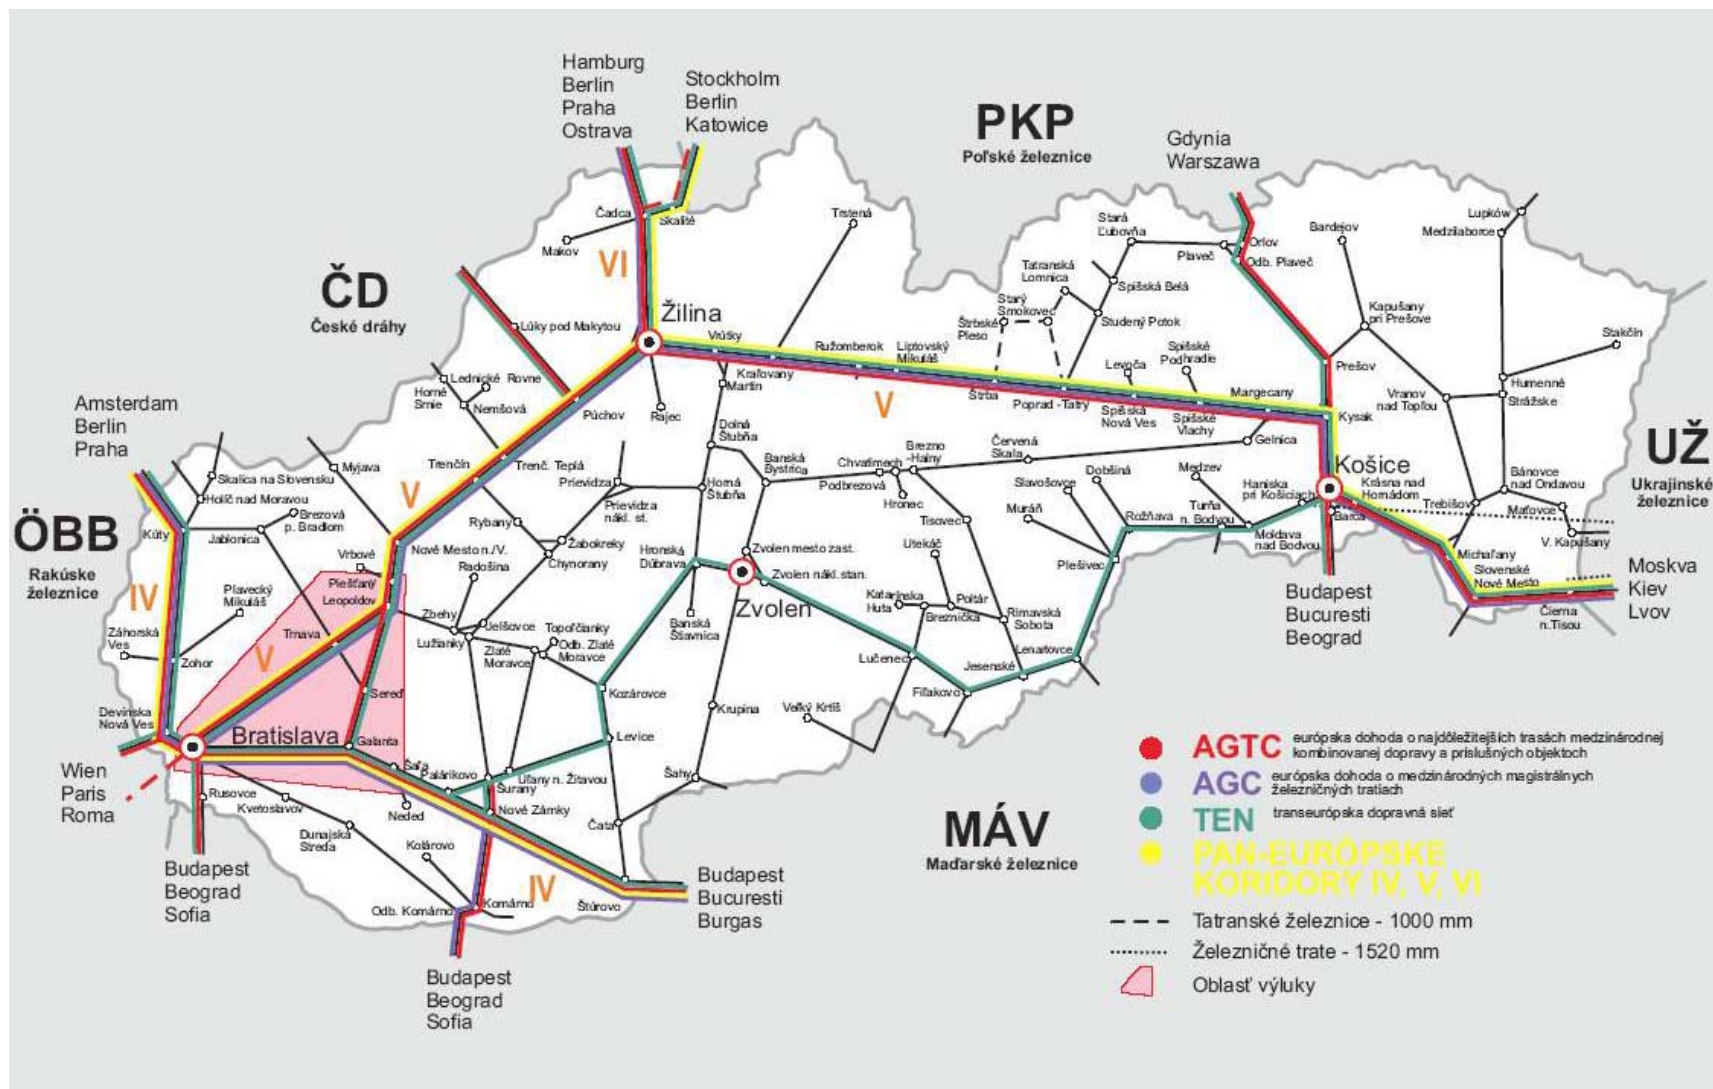 Hamburg
Berlin
Praha
Ostrava
Stockholm
Berlin
Katowice
PKP
Poľské železnice
Gdynia
Warszawa
Čadca
Skalité
Makov
VI
Trstená
Stará
Ľubovňa
Plaveč
Orlov
Odb. Plaveč
Bardejov
Lupków
Medzilaborce
ČD
České dráhy
Lúky pod Makytou
Žilina
Vrútky
Tatranská
Lomnica
Spišská Belá
Starý
Smokovec
Štrbské
Pleso
Studený Potok
Kapušany
pri Prešove
Stakčín
Ružomberok
Liptovský
Mikuláš
Spišské
Podhradie
Levoča
Prešov
Kraľovany
Martin
Lednické Rovne
Horné
Srnie
Nemšová
Púchov
Rajec
V
Štrba
Poprad -Tatry
Spišská
Nová Ves
Spišské
Vlachy
Margecany
Kysak
Vranov
nad Topľou
Humenné
Strážske
Amsterdam
Berlin
Praha
Dolná
Štubňa
Gelnica
UŽ
Ukrajinské
železnice
Myjava
Trenčín
Trenč. Teplá
Banská
Bystrica
Chvatimech
Brezno
-Halny
Červená
Skala
Podbrezová
Hronec
Košice
Skalica na Slovensku
Holíč nad Moravou
Brezová
p. Bradlom
Prievidza
Prievidza
nákl. st.
Horná
Štubňa
Dobšiná
Slavošovce
Medzev
Haniska
pri Košiciach
Krásna nad
Hornádom
Bánovce
nad Ondavou
Trebišov
Maťovce
V. Kapušany
V
ÖBB
Rakúske
železnice
Kúty
Jablonica
Rybany
Žabokreky
Chynorany
Tisovec
Muráň
Rožňava
Turňa
n. Bodvou
Moldava
nad Bodvou
Barca
Vrbové
Nové Mesto n./V.
Radošina
Hronská
Dúbrava
Zvolen mesto zast.
Zvolen nákl.stan.
Zvolen
Utekáč
Plešivec
Michaľany
Slovenské
Nové Mesto
Čierna
n.Tisou
Moskva
Kiev
Lvov
IV
Plavecký
Mikuláš
Piešťany
Leopoldov
Trnava
Zbehy
Jelšovce
Lužianky
Zlaté
Moravce
Topoľčianky
Odb. Zlaté
Moravce
Banská
Štiavnica
Katarínska
Huta
Poltár
Breznička
Rimavská
Sobota
Budapest
Bucuresti
Beograd
Záhorská
Ves
Zohor
V
Sereď
Kozárovce
Krupina
Lučenec
Jesenské
Lenartovce
Fiľakovo
Devínska
Nová Ves
Bratislava
Galanta
Levice
Veľký Krtíš
Wien
Paris
Roma
Šaľa
Palárikovo
Úľany n. Žitavou
Šurany
Šahy
Rusovce
Kvetoslavov
Neded
Nové Zámky
Čata
Dunajská
Streda
Kolárovo
Budapest
Beograd
Sofia
Odb. Komárno
Komárno
IV
Štúrovo
Budapest
Bucuresti
Burgas
MÁV
Maďarské železnice
Budapest
Beograd
Sofia
AGTC európska dohoda o najdôležitejších trasách medzinárodnej
kombinovanej dopravy a príslušných objektoch
AGC európska dohoda o medzinárodných magistrálnych
železničných tratiach
TEN transeurópska dopravná sieť
PAN-EURÓPSKE
KORIDORY IV, V, VI
Tatranské železnice - 1000 mm
Železničné trate - 1520 mm
Oblasť výluky